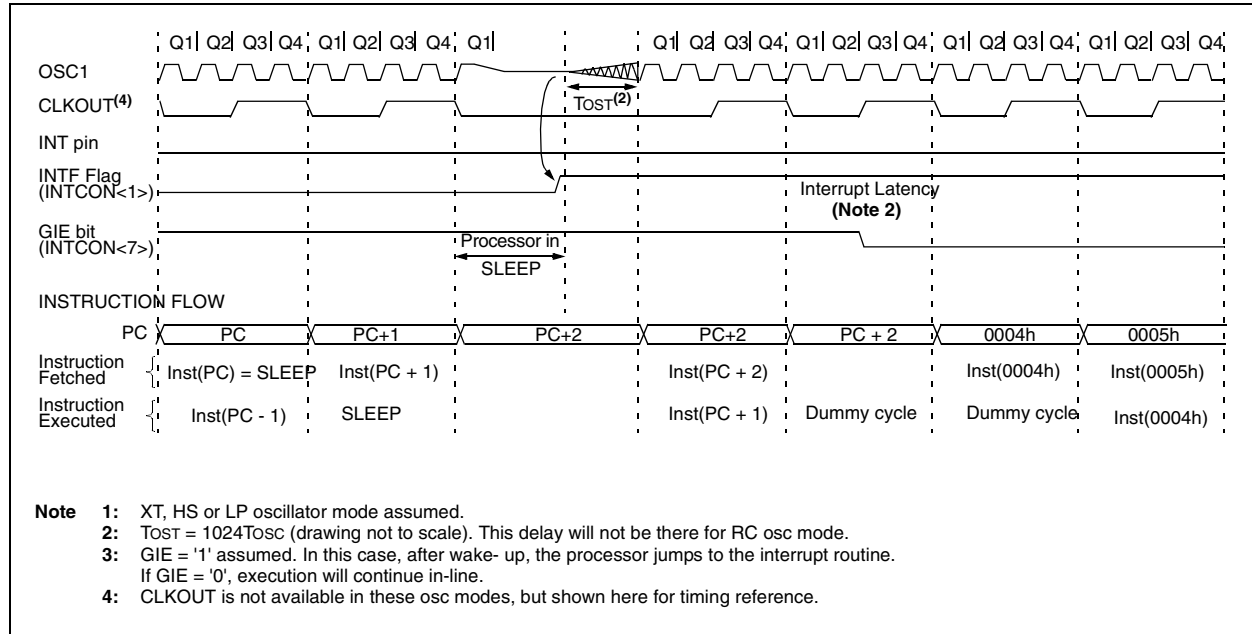 Q1 Q2 Q3 Q4 Q1 Q2 Q3 Q4 Q1 Q1 Q2 Q3 Q4 Q1 Q2 Q3 Q4 Q1 Q2 Q3 Q4 Q1 Q2 Q3 Q4
OSC1
CLKOUT(4)
TOST(2)
INT pin
INTF Flag
(INTCON<1>)
Interrupt Latency
(Note 2)
GIE bit
(INTCON<7>)
Processor in
SLEEP
INSTRUCTION FLOW
PC PC PC+1 PC+2 PC+2 PC + 2 0004h 0005h
Instruction
Fetched
Inst(PC) = SLEEP Inst(PC + 1) Inst(PC + 2) Inst(0004h) Inst(0005h)
Instruction
Executed
Inst(PC - 1) SLEEP Inst(PC + 1) Dummy cycle Dummy cycle Inst(0004h)
Note 1: XT, HS or LP oscillator mode assumed.
2: TOST = 1024TOSC (drawing not to scale). This delay will not be there for RC osc mode.
3: GIE = '1' assumed. In this case, after wake- up, the processor jumps to the interrupt routine.
If GIE = '0', execution will continue in-line.
4: CLKOUT is not available in these osc modes, but shown here for timing reference.